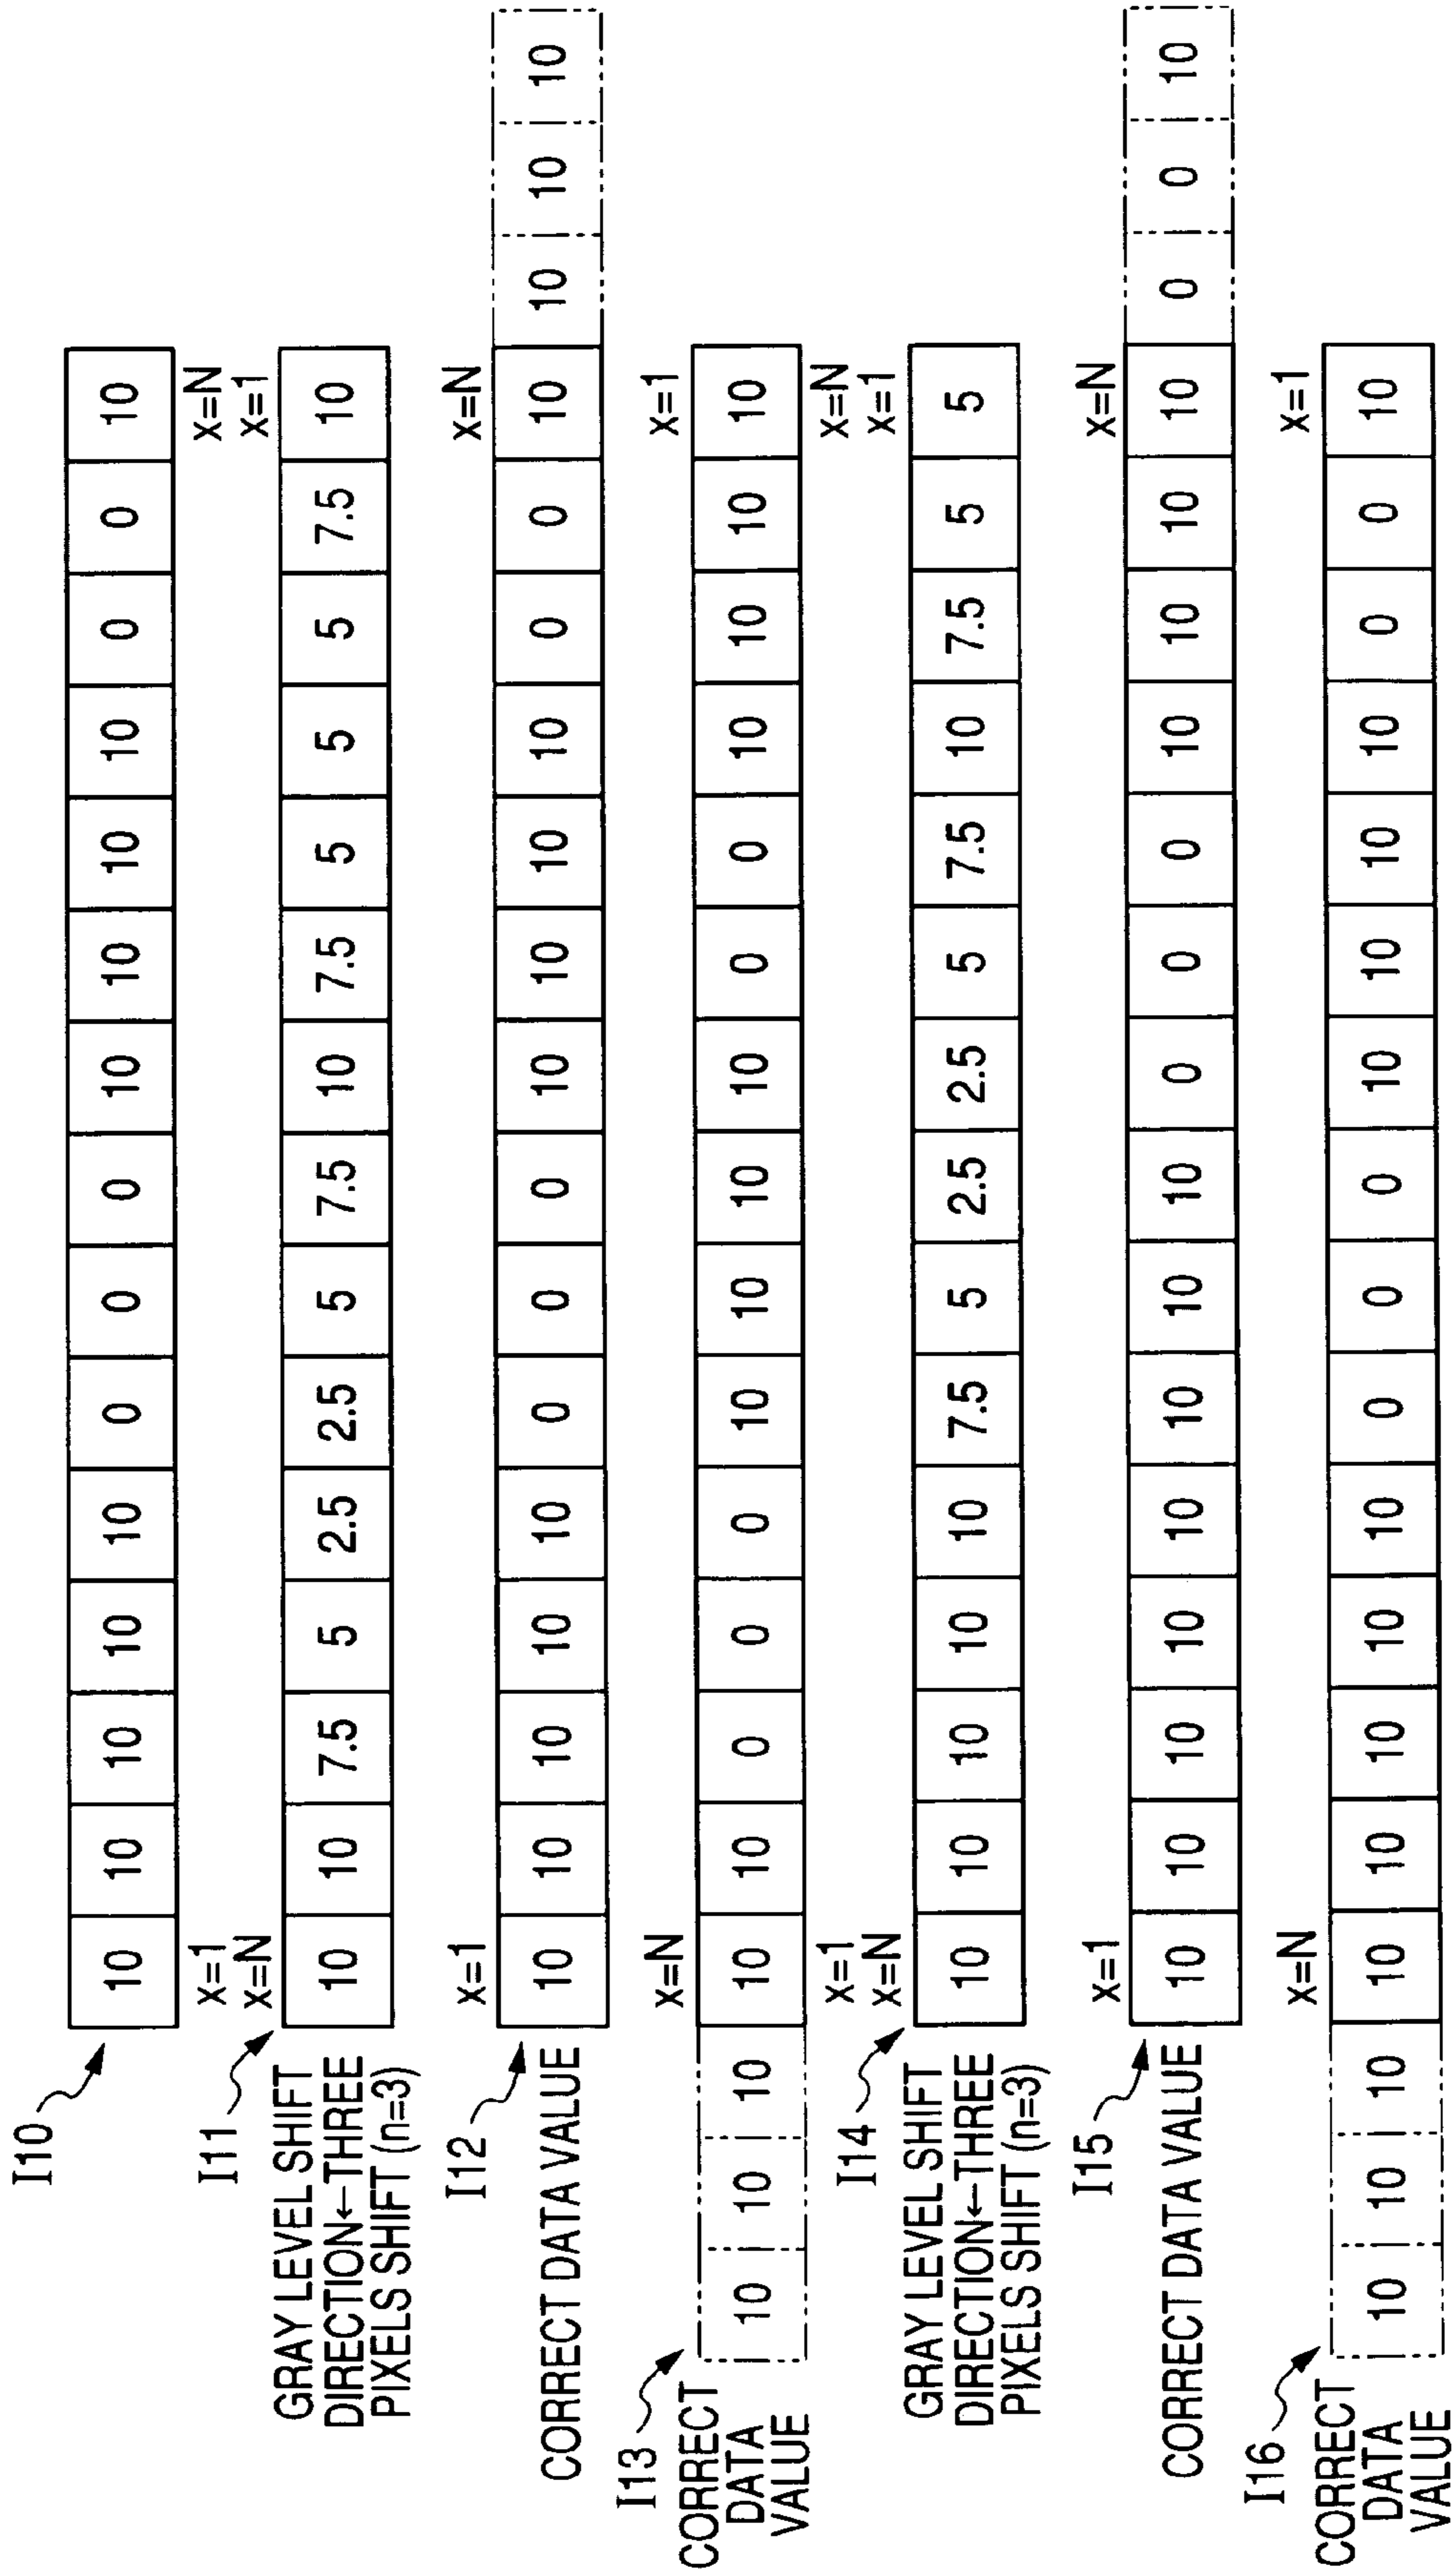 I10
10 10 10 10 10 0 0 0 10 10 10 10 0 0 10
x=1 x=N
x=N x=1
I11
10 10 7.5 5 2.5 2.5 5 7.5 10 7.5 5 5 5 7.5 10
GRAY LEVEL SHIFT
DIRECTION←THREE
PIXELS SHIFT (n=3)
x=1 x=N
I12
10 10 10 10 10 0 0 0 10 10 10 10 0 0 10 10 10 10
CORRECT DATA VALUE
x=N x=1
I13
10 10 10 10 10 0 0 0 10 10 10 10 0 0 10 10 10 10
CORRECT
DATA
VALUE
x=1 x=N
x=N x=1
I14
10 10 10 10 10 7.5 5 2.5 2.5 5 7.5 10 7.5 5 5
GRAY LEVEL SHIFT
DIRECTION←THREE
PIXELS SHIFT (n=3)
x=1 x=N
I15
10 10 10 10 10 10 10 10 0 0 0 10 10 10 10 0 0 10
CORRECT DATA VALUE
x=N x=1
I16
10 10 10 10 10 10 10 10 0 0 0 10 10 10 10 0 0 10
CORRECT
DATA
VALUE